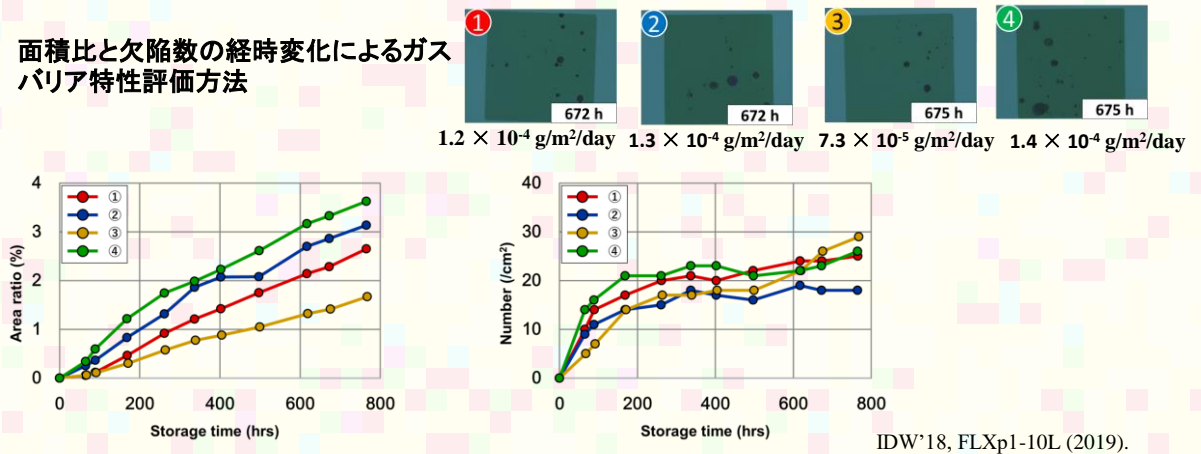 面積比と欠陥数の経時変化によるガス
バリア特性評価方法
1
672 h
1.2 × 10-4 g/m2/day
2
672 h
1.3 × 10-4 g/m2/day
3
675 h
7.3 × 10-5 g/m2/day
4
675 h
1.4 × 10-4 g/m2/day
Area ratio (%)
4
3
2
1
0
①
②
③
④
0 200 400 600 800
Storage time (hrs)
Number (/cm2)
40
30
20
10
0
①
②
③
④
0 200 400 600 800
Storage time (hrs)
IDW'18, FLXp1-10L (2019).